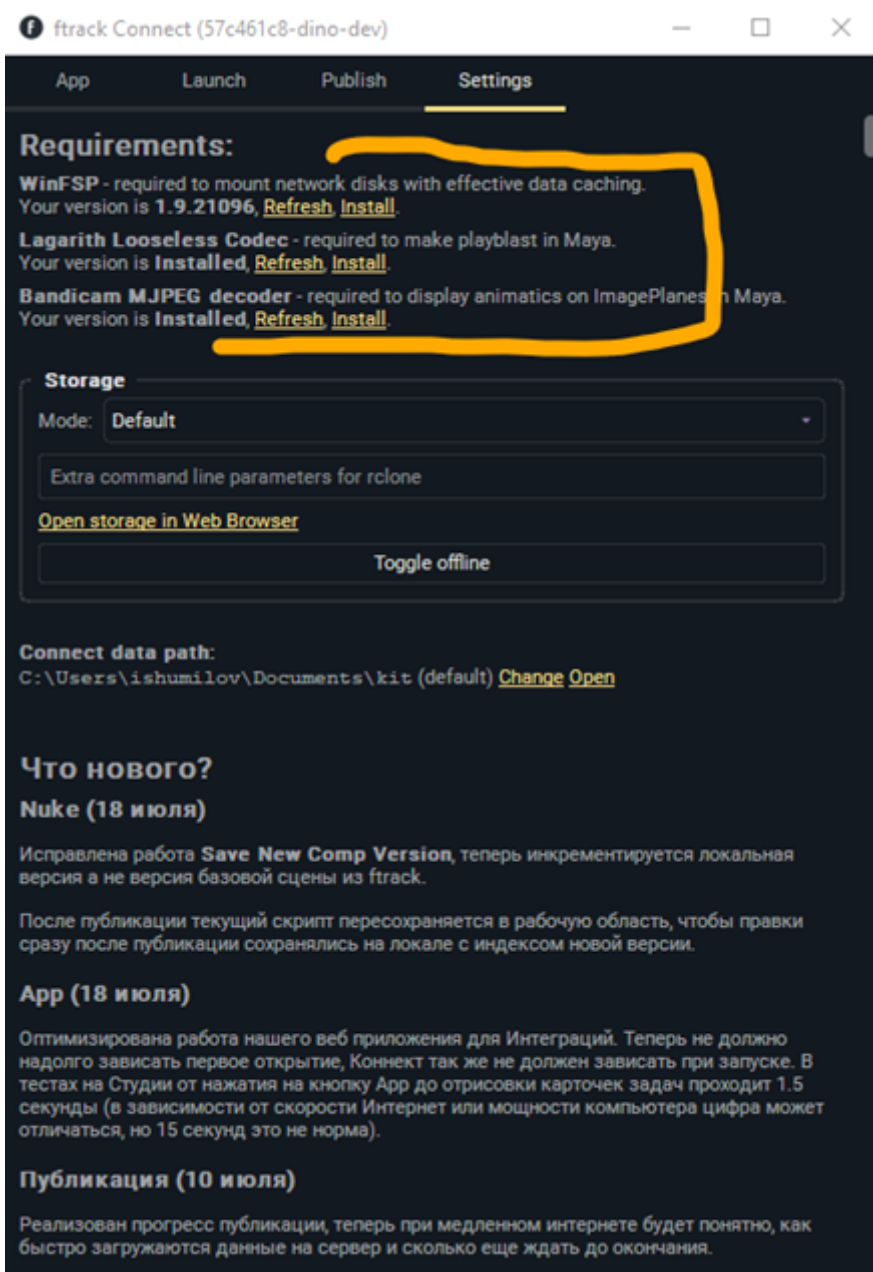 ftrack Connect (57c461c8-dino-dev)
App Launch Publish Settings
Requirements:
WinFSP - required to mount network disks with effective data caching.
Your version is 1.9.21096, Refresh, Install.
Lagarith Looseless Codec - required to make playblast in Maya.
Your version is Installed, Refresh, Install.
Bandicam MJPEG decoder - required to display animatics on ImagePlanes in Maya.
Your version is Installed, Refresh, Install.
Storage
Mode: Default
Extra command line parameters for rclone
Open storage in Web Browser
Toggle offline
Connect data path:
C:\Users\ishumilov\Documents\kit (default) Change Open
Что нового?
Nuke (18 июля)
Исправлена работа Save New Comp Version, теперь инкрементируется локальная
версия а не версия базовой сцены из ftrack.
После публикации текущий скрипт пересохраняется в рабочую область, чтобы правки
сразу после публикации сохранялись на локале с индексом новой версии.
App (18 июля)
Оптимизирована работа нашего веб приложения для Интеграций. Теперь не должно
надолго зависать первое открытие, Коннект так же не должен зависать при запуске. В
тестах на Студии от нажатия на кнопку App до отрисовки карточек задач проходит 1.5
секунды (в зависимости от скорости Интернет или мощности компьютера цифра может
отличаться, но 15 секунд это не норма).
Публикация (10 июля)
Реализован прогресс публикации, теперь при медленном интернете будет понятно, как
быстро загружаются данные на сервер и сколько еще ждать до окончания.